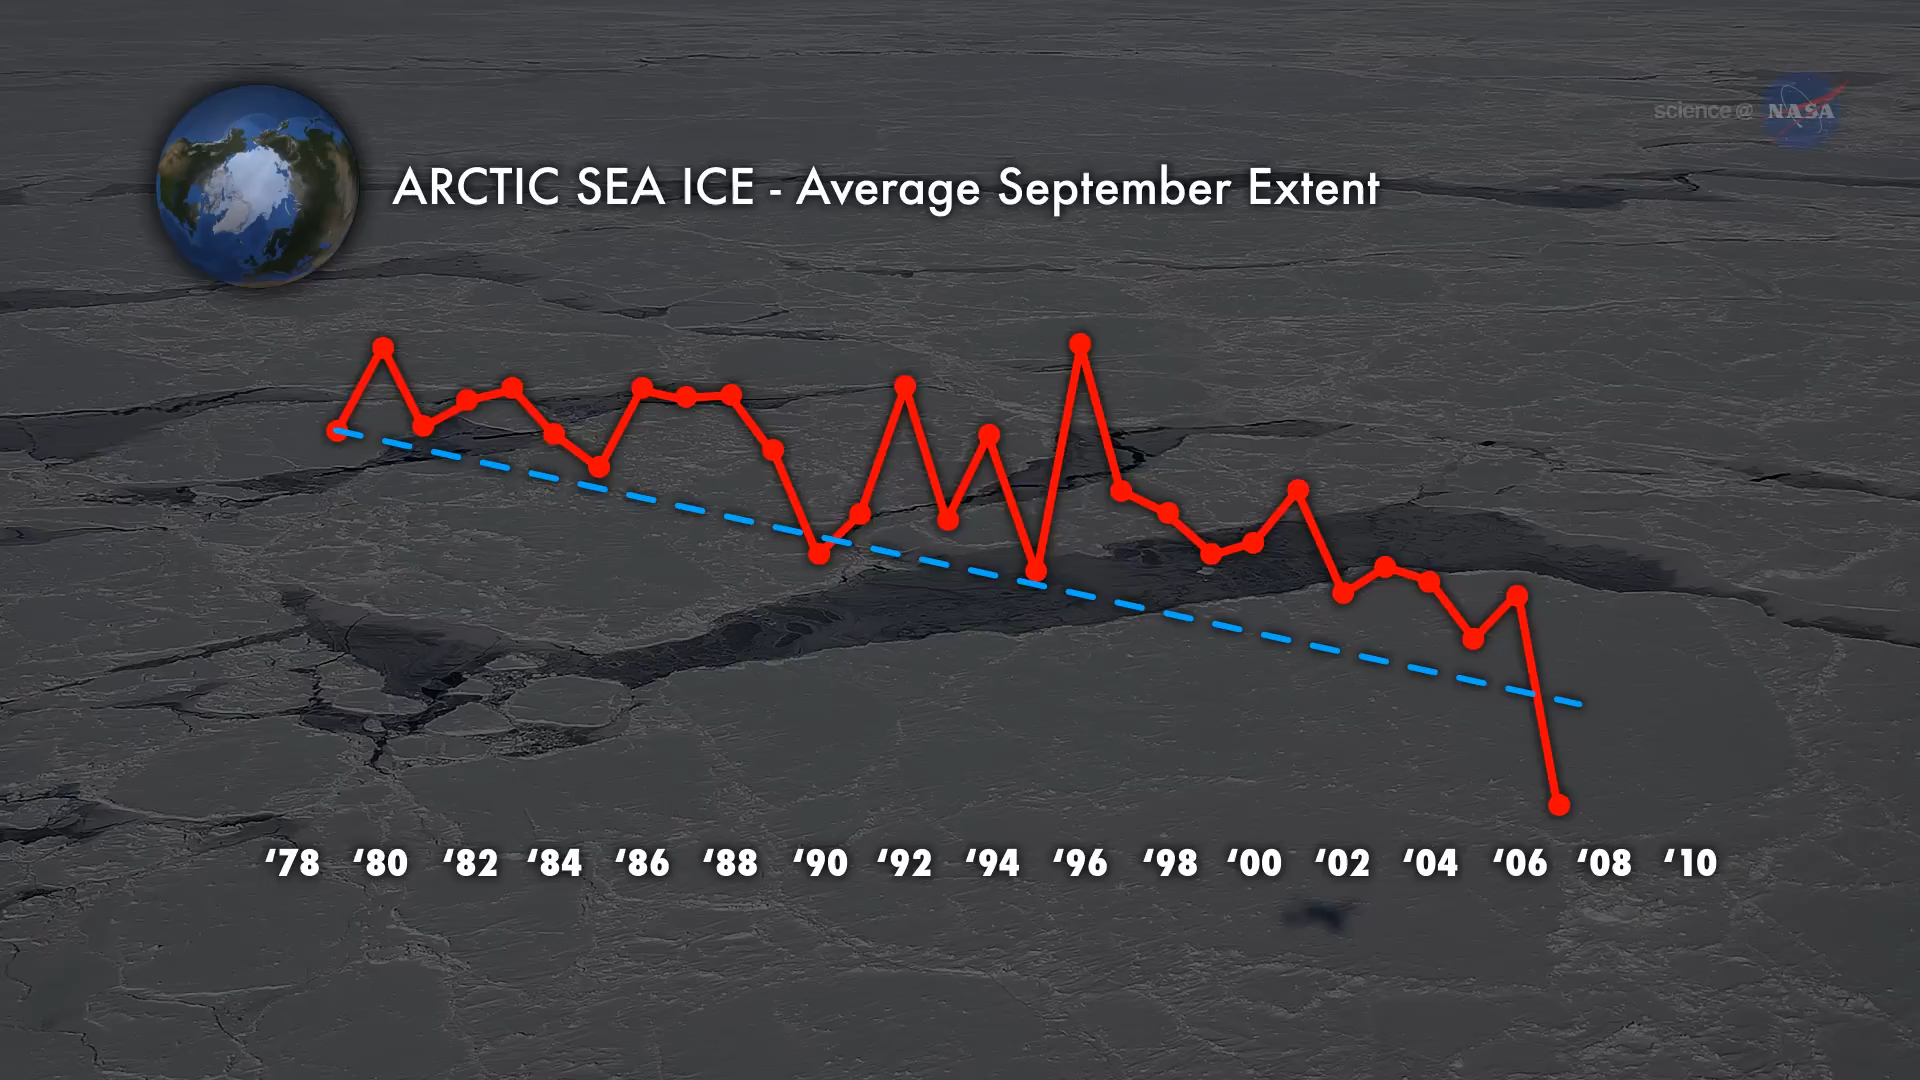 science@ NASA
ARCTIC SEA ICE - Average September Extent
‘78 ‘80 ‘82 ‘84 ‘86 ‘88 ‘90 ‘92 ‘94 ‘96 ‘98 ‘00 ‘02 ‘04 ‘06 ‘08 ‘10